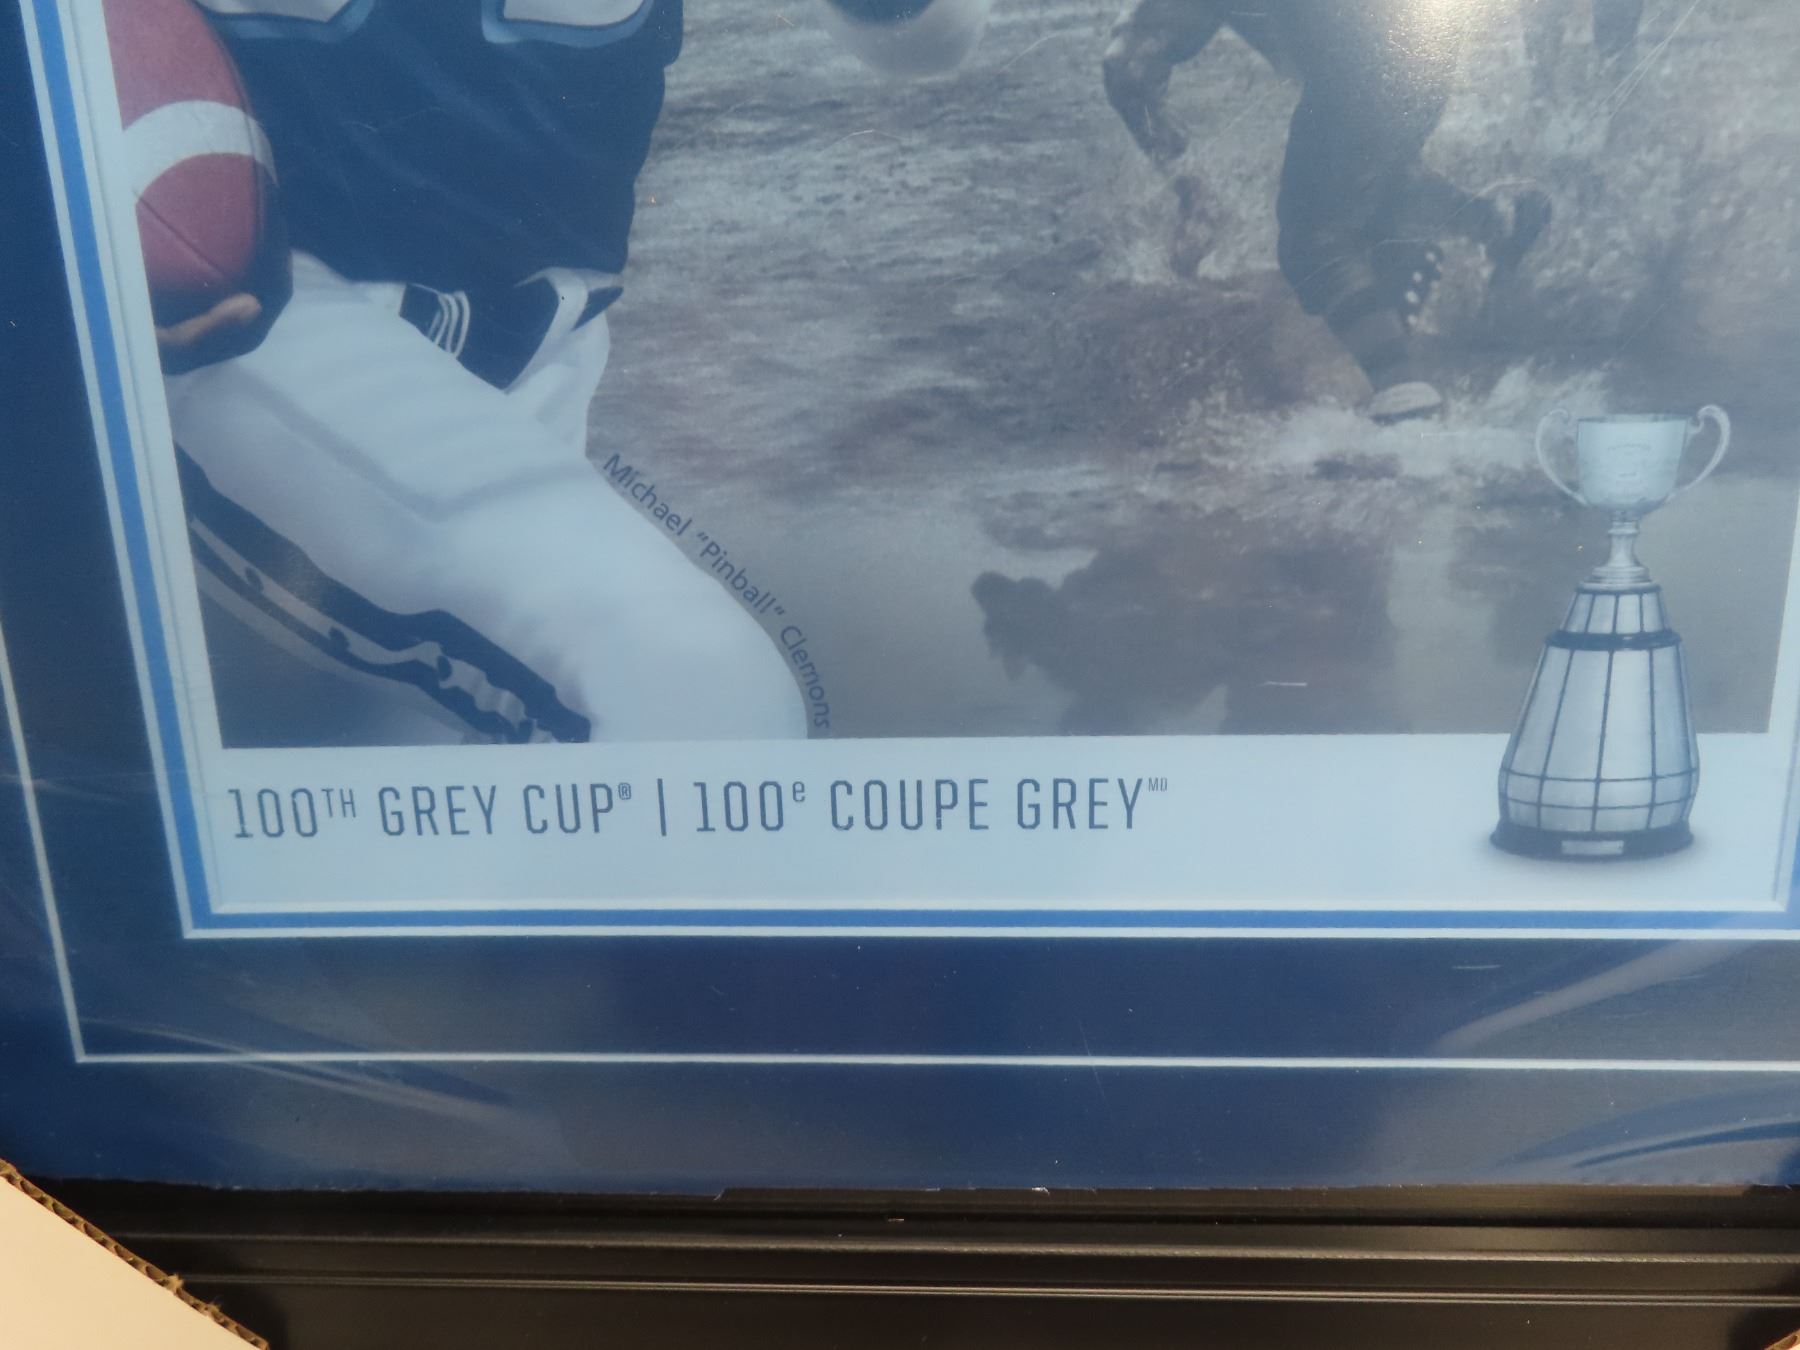 Michael "Pinball" Clemons
100TH GREY CUP® | 100e COUPE GREYMD